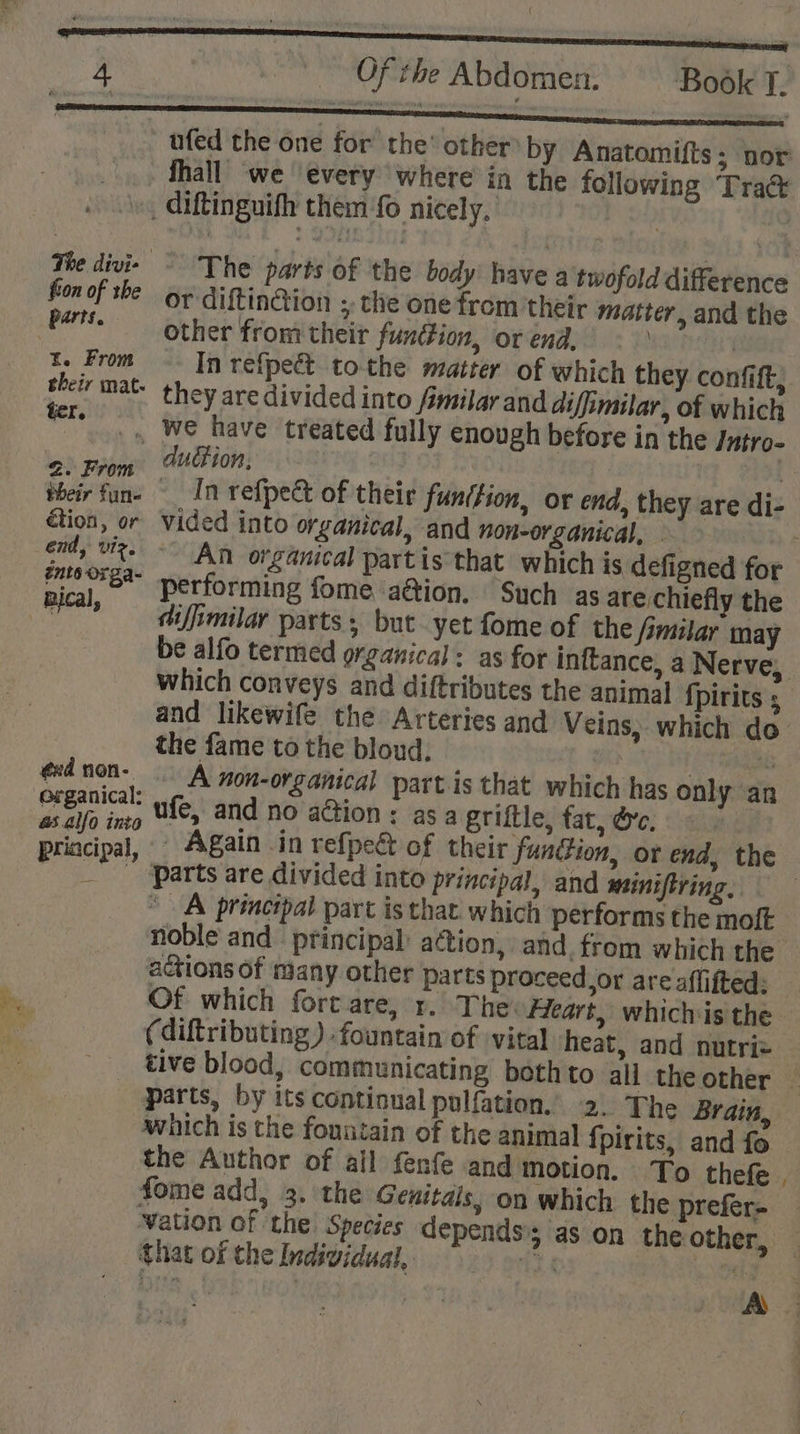 4 Of the Abdomen. Book I.
uſed the one for the other by Anatomiſts; nor
ſhall we every where in the following Tract
diſtinguiſh them ſo niceIy.
The divi- The parts of the body have a twofold difference
ſion of the or diſtinction; the one from their matter, and the
parts. other from their function, or end.
1. From In reſpect to the matter of which they conſiſt,
their mat- they are divided into ſimilar and diſſimilar, of which
ter. we have treated fully enough before in the Intro-
2. From duction.
their fun- In reſpect of their function, or end, they are di-
ction, or vided into organical, and non-organical.
end, viz. An organical part is that which is deſigned for
into orga- performing ſome action. Such as are chiefly the
nical, diſſimilar parts; but yet ſome of the ſimilar may
be alſo termed organical: as for inſtance, a Nerve,
which conveys and diſtributes the animal ſpirits;
and likewiſe the Arteries and Veins, which do
the ſame to the bloud.
and non- A non-organical part is that which has only an
organical: uſe, and no action: as a griſtle, fat, &c.
as alſo into
principal, Again in reſpect of their function, or end, the
parts are divided into principal, and miniſtring.
A principal part is that which performs the moſt
noble and principal action, and from which the
actions of many other parts proceed, or are aſſiſted:
Of which ſort are, 1. The Heart, which is the
(diſtributing) fountain of vital heat, and nutri-
tive blood, communicating both to all the other
parts, by its continual pulſation. 2. The Brain,
which is the fountain of the animal ſpirits, and ſo
the Author of all ſenſe and motion. To theſe
ſome add, 3. the Genitals, on which the preſer-
vation of the Species depends; as on the other,
that of the Individual.
A